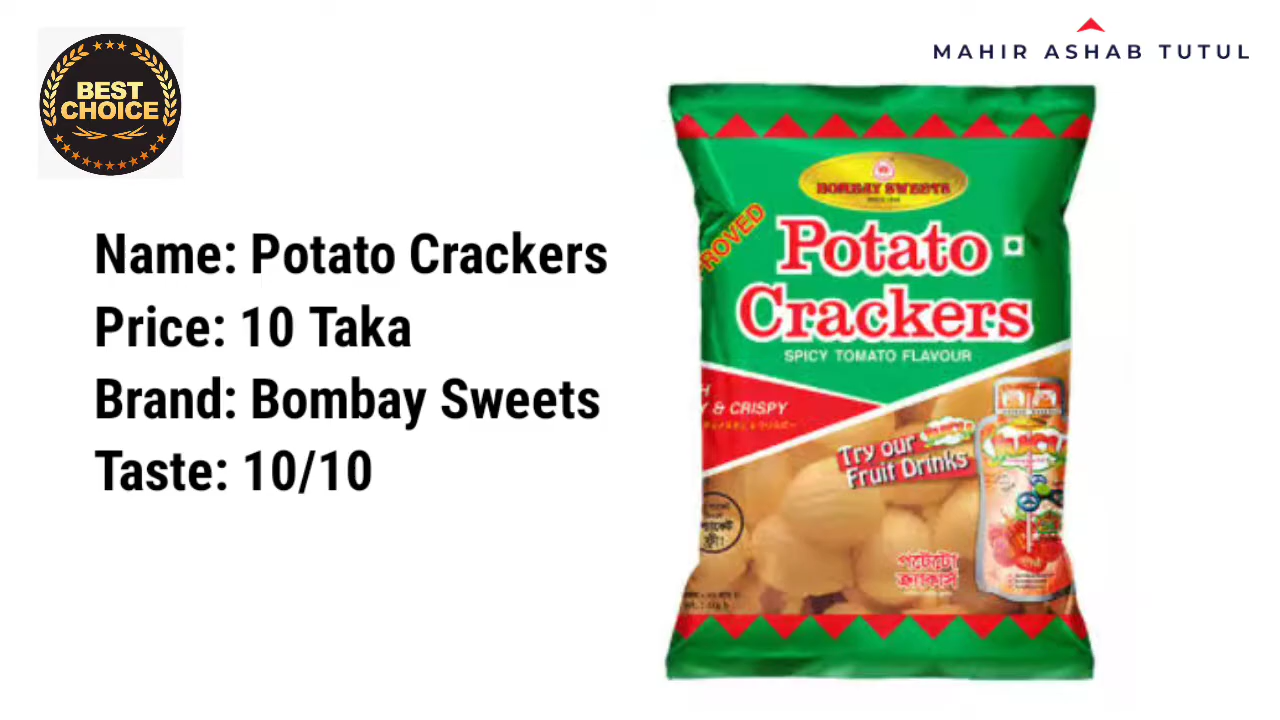 BEST
CHOICE
MAHIR ASHAB TUTUL
Name: Potato Crackers
Price: 10 Taka
Brand: Bombay Sweets
Taste: 10/10
BOMBAY SWEETS
Potato
Crackers
SPICY TOMATO FLAVOUR
& CRISPY
Try our
Fruit Drinks
পটেটো
ক্র্যাকার্স